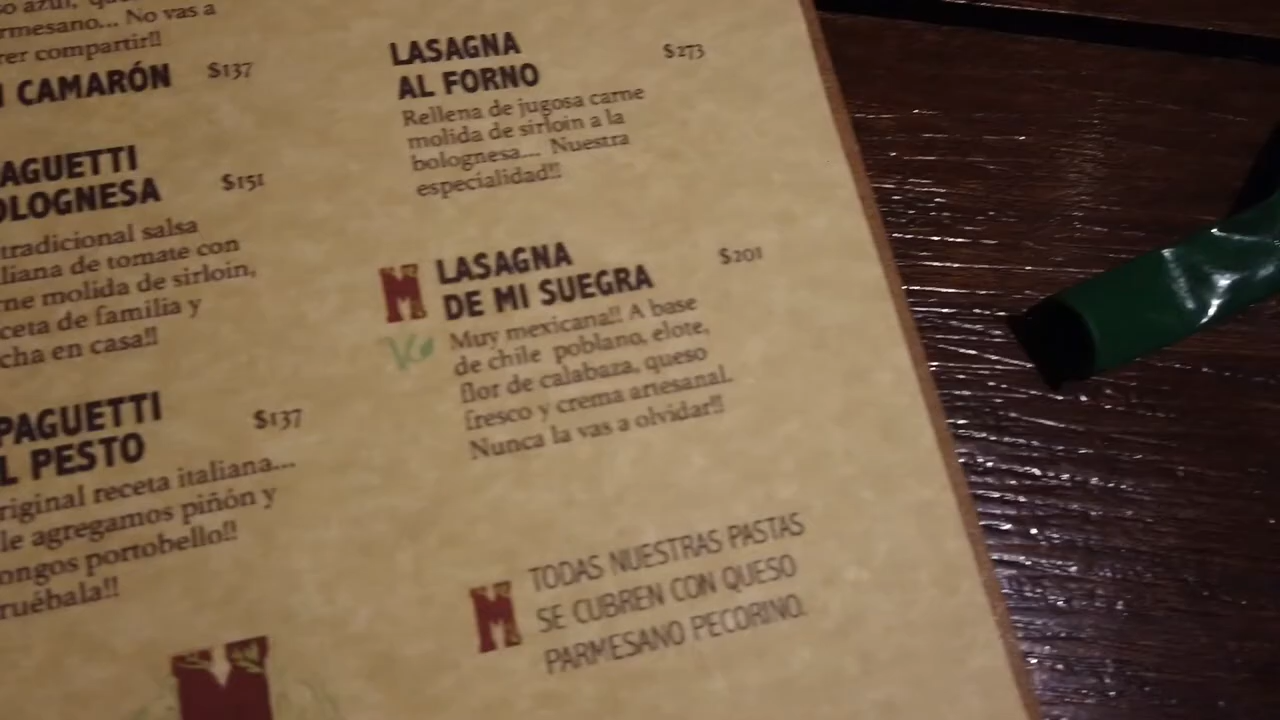 so azul,
rmesano... No vas a
rer compartir!!
CAMARÓN $137
AGUETTI
OLOGNESA $151
tradicional salsa
liana de tomate con
rne molida de sirloin,
ceta de familia y
cha en casa!!
PAGUETTI
L PESTO $137
riginal receta italiana...
le agregamos piñón y
ongos portobello!!
ruébala!!
M
LASAGNA
AL FORNO $273
Rellena de jugosa carne
molida de sirloin a la
bolognesa.... Nuestra
especialidad!!
M LASAGNA
DE MI SUEGRA $201
Muy mexicana!! A base
de chile poblano, elote,
flor de calabaza, queso
fresco y crema artesanal.
Nunca la vas a olvidar!!
M TODAS NUESTRAS PASTAS
SE CUBREN CON QUESO
PARMESANO PECORINO.